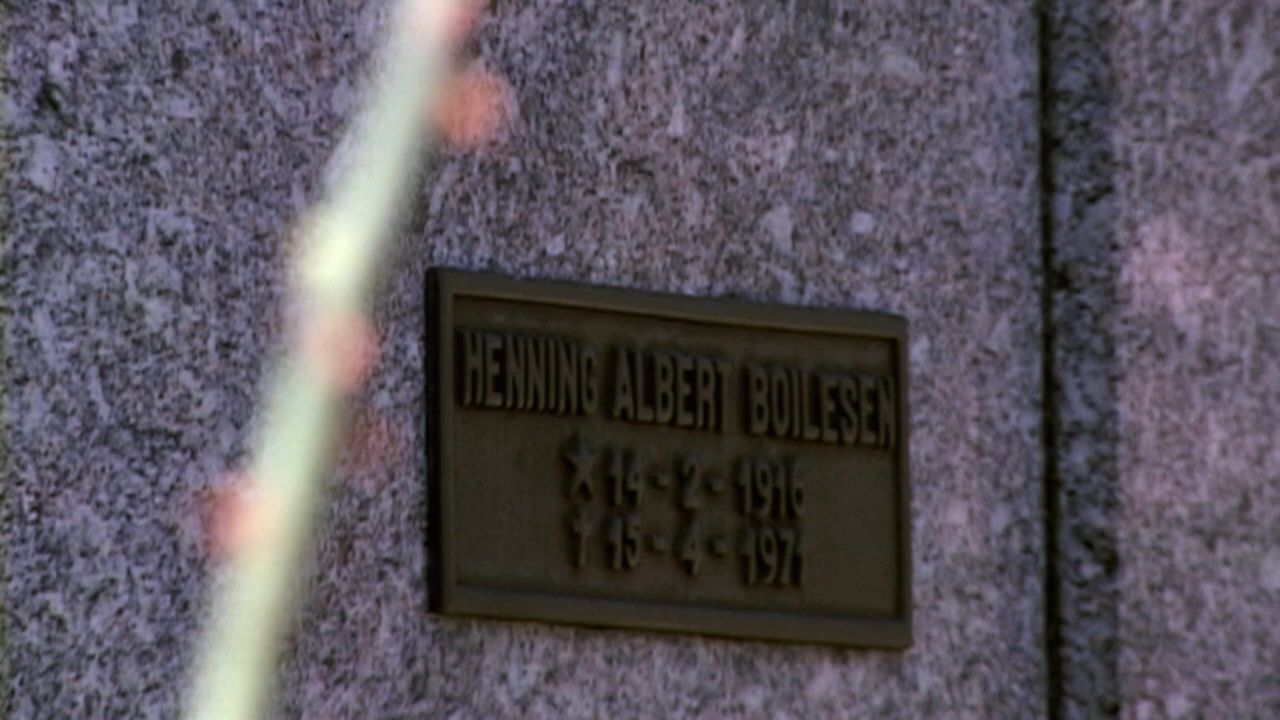 HENNING ALBERT BOILESEN
★ 14 - 2 - 1916
† 15 - 4 - 1971